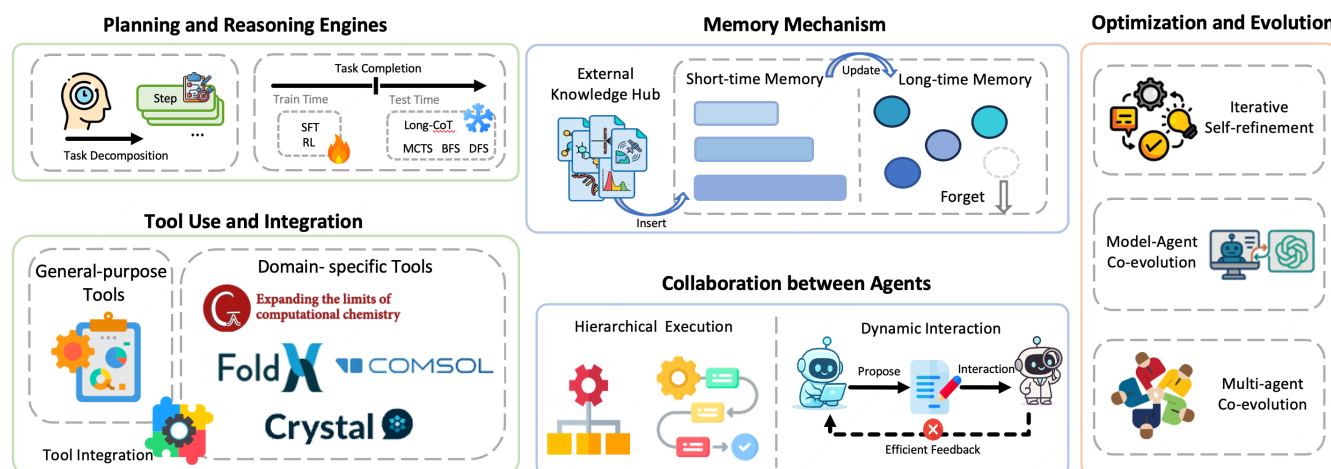 Planning and Reasoning Engines
Step
...
Task Decomposition
Task Completion
Train Time
Test Time
SFT
RL
Long-CoT
MCTS BFS DFS
Memory Mechanism
External
Knowledge Hub
Short-time Memory
Update
Long-time Memory
Forget
Insert
Optimization and Evolution
Iterative
Self-refinement
Model-Agent
Co-evolution
Multi-agent
Co-evolution
Tool Use and Integration
General-purpose
Tools
Tool Integration
Domain- specific Tools
Expanding the limits of
computational chemistry
FoldX
COMSOL
Crystal
Collaboration between Agents
Hierarchical Execution
Dynamic Interaction
Propose
Interaction
Efficient Feedback